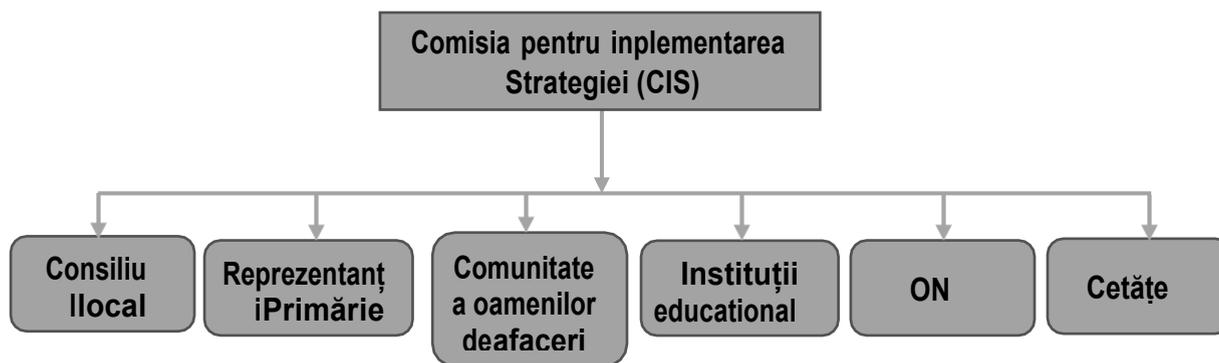 Comisia pentru inplementarea
Strategiei (CIS)
Consiliu
llocal
Reprezentanț
iPrimărie
Comunitate
a oamenilor
deafaceri
Instituții
educational
ON
Cetățe